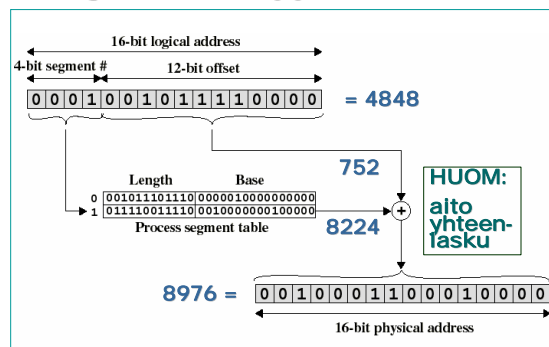 16-bit logical address
4-bit segment # 12-bit offset
0 0 0 1 0 0 1 0 1 1 1 1 0 0 0 0 = 4848
752
HUOM:
aito
yhteen-
lasku
Length Base
0 001011101110 0000010000000000
1 011110011110 0010000000100000
+
Process segment table
8224
8976 = 0 0 1 0 0 0 1 1 0 0 0 1 0 0 0 0
16-bit physical address